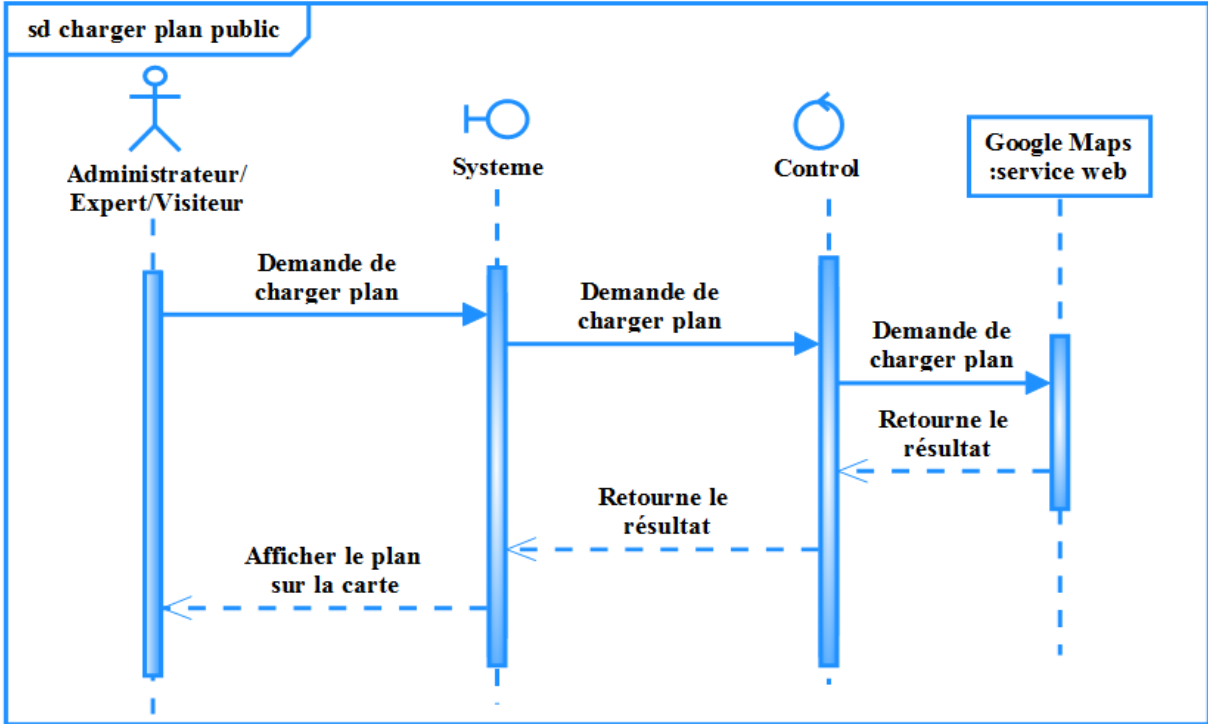 sd charger plan public
Administrateur/
Expert/Visiteur
Systeme
Control
Google Maps
:service web
Demande de
charger plan
Demande de
charger plan
Demande de
charger plan
Retourne le
résultat
Retourne le
résultat
Afficher le plan
sur la carte